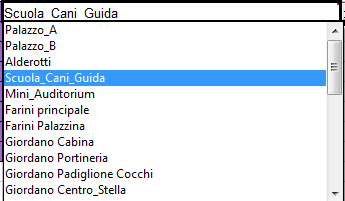 Scuola_Cani_Guida
Palazzo_A
Palazzo_B
Alderotti
Scuola_Cani_Guida
Mini_Auditorium
Farini principale
Farini Palazzina
Giordano Cabina
Giordano Portineria
Giordano Padiglione Cocchi
Giordano Centro_Stella